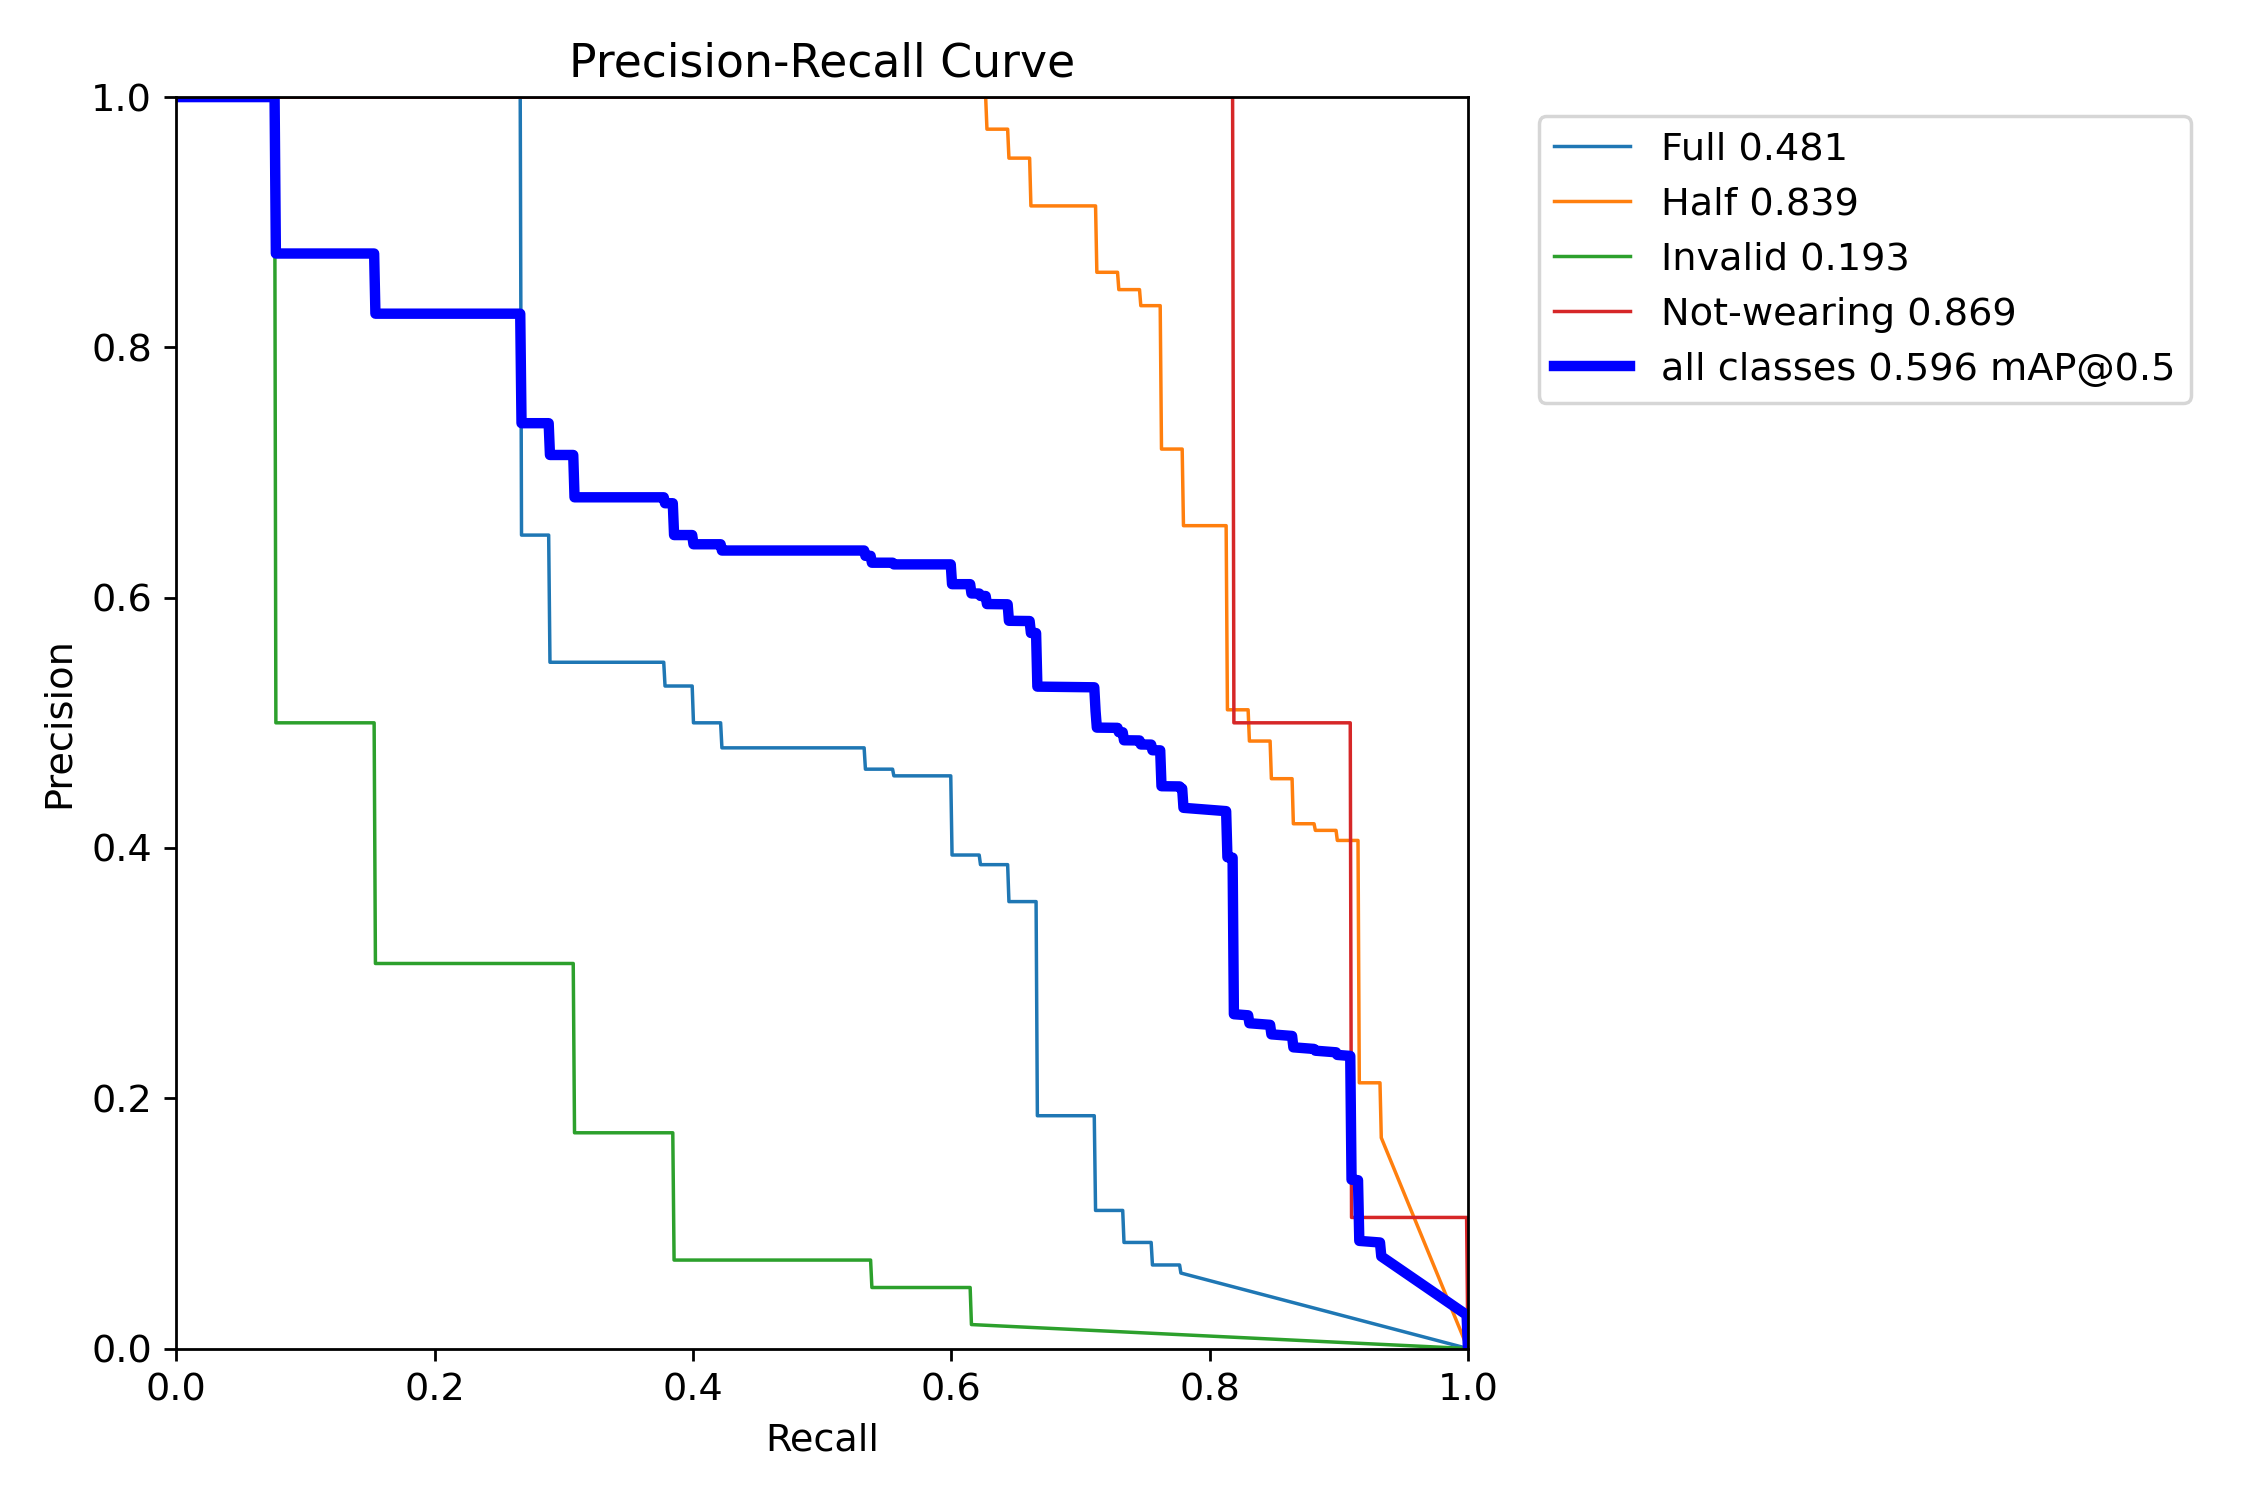 Precision-Recall Curve
1.0
0.8
0.6
0.4
0.2
0.0
Precision
0.0 0.2 0.4 0.6 0.8 1.0
Recall
Full 0.481
Half 0.839
Invalid 0.193
Not-wearing 0.869
all classes 0.596 mAP@0.5